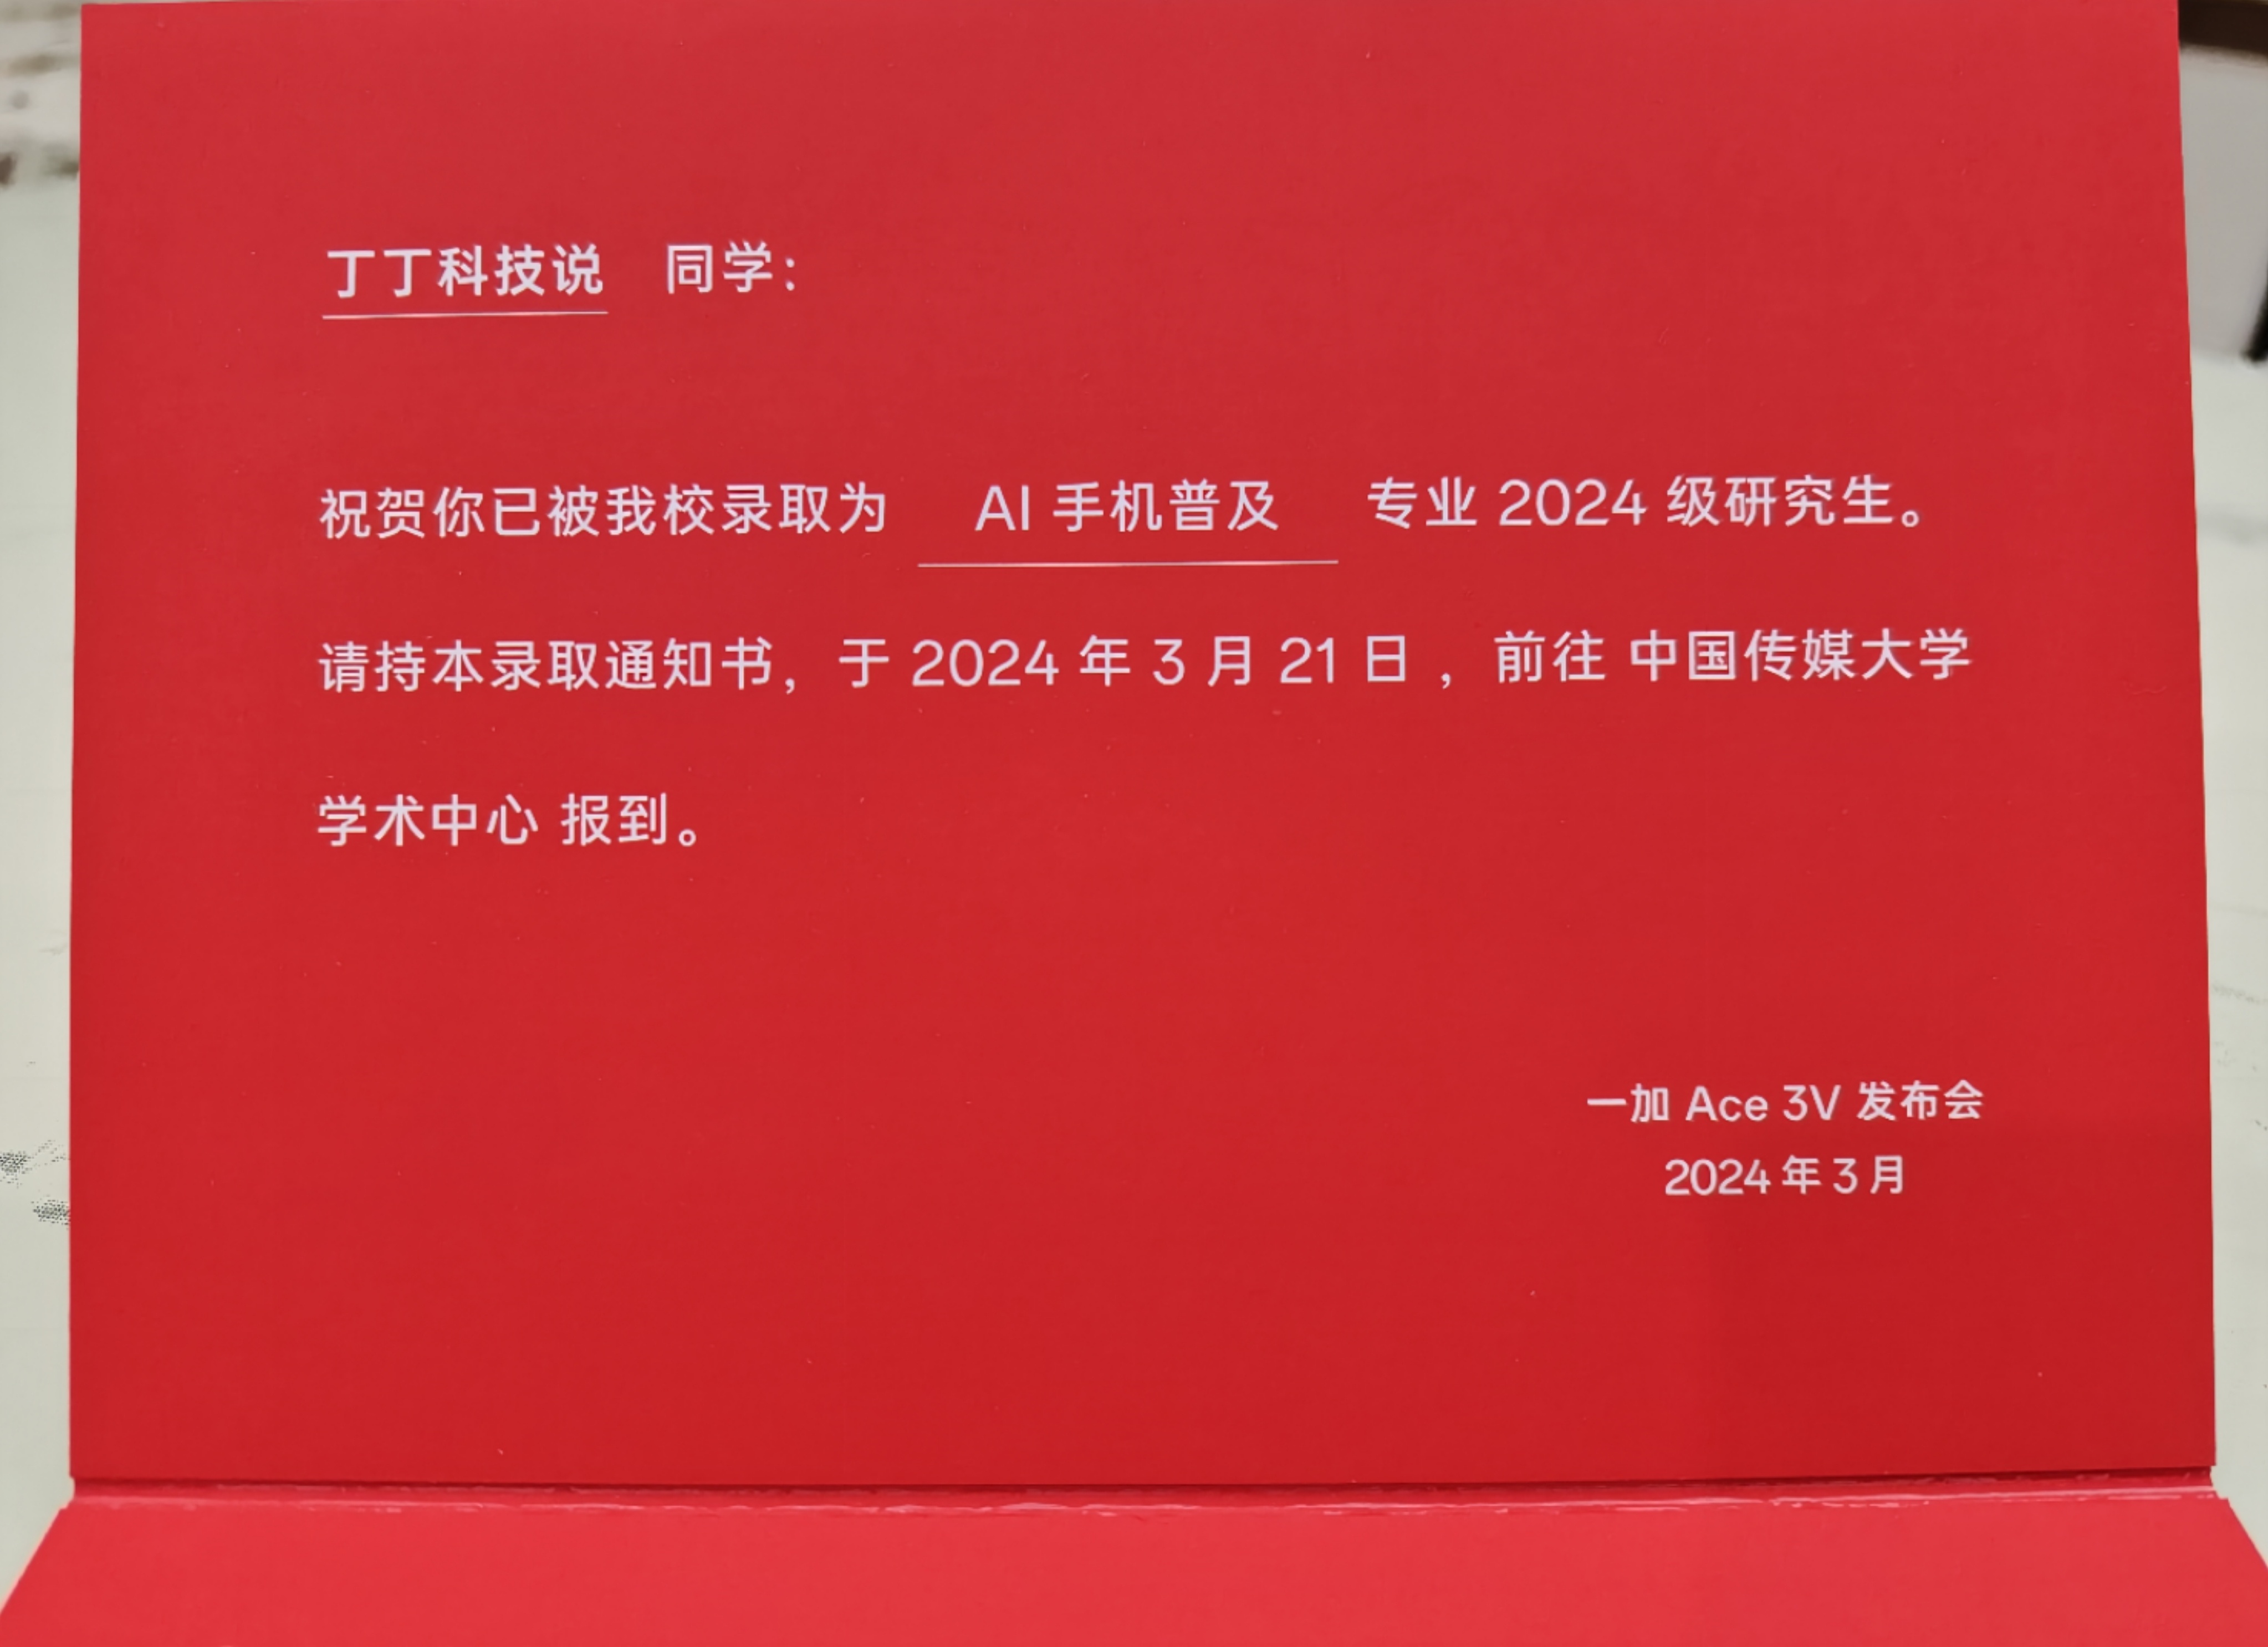 丁丁科技说 同学：
祝贺你已被我校录取为 AI 手机普及 专业 2024 级研究生。
请持本录取通知书，于 2024 年 3 月 21 日，前往 中国传媒大学
学术中心 报到。
一加 Ace 3V 发布会
2024 年 3 月